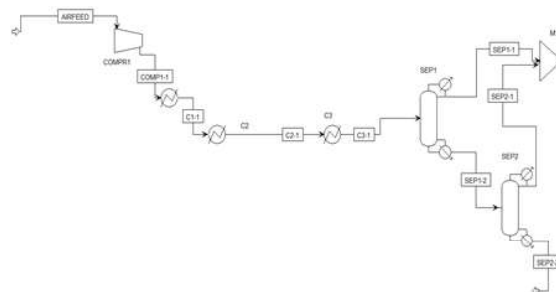 AIRFEED
COMPR1
COMP1-1
C1-1
C2
C2-1
C3
C3-1
SEP1
SEP1-1
M
SEP2-1
SEP1-2
SEP2